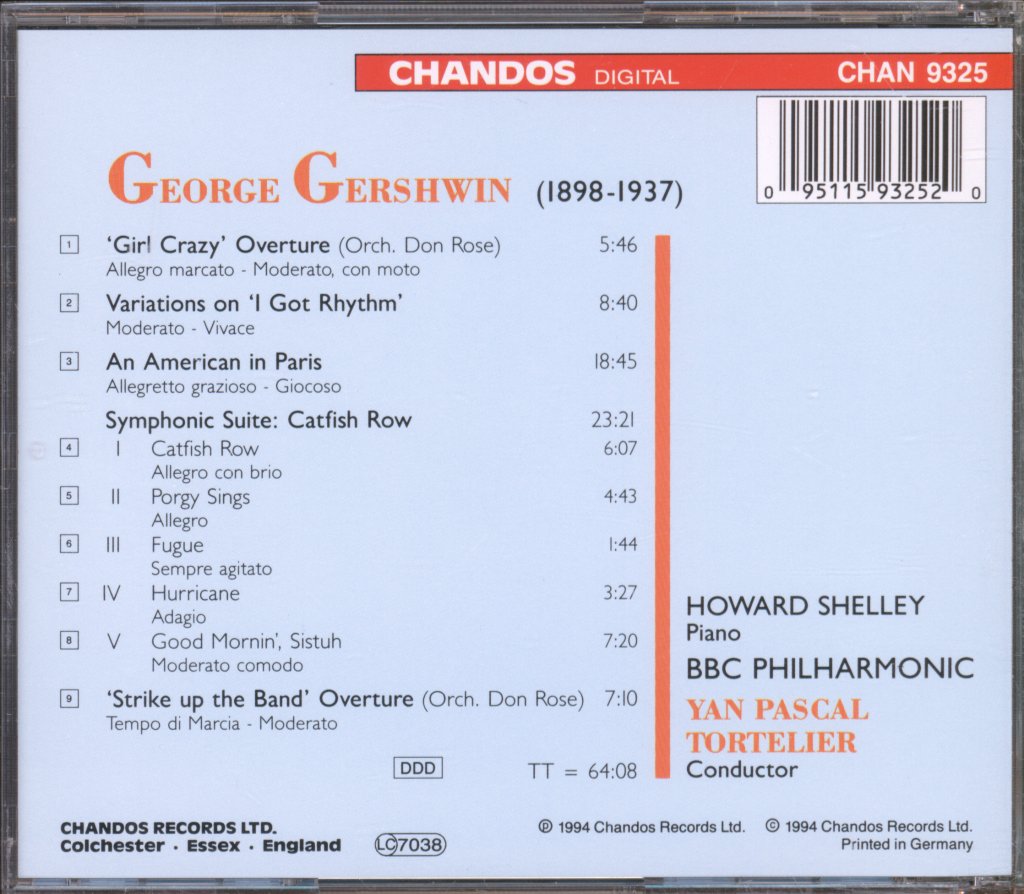 CHANDOS DIGITAL CHAN 9325
0 95115 93252 0
GEORGE GERSHWIN (1898-1937)
1 ‘Girl Crazy’ Overture (Orch. Don Rose) 5:46
Allegro marcato - Moderato, con moto
2 Variations on ‘I Got Rhythm’ 8:40
Moderato - Vivace
3 An American in Paris 18:45
Allegretto grazioso - Giocoso
Symphonic Suite: Catfish Row 23:21
4 I Catfish Row 6:07
Allegro con brio
5 II Porgy Sings 4:43
Allegro
6 III Fugue 1:44
Sempre agitato
7 IV Hurricane 3:27
Adagio
8 V Good Mornin’, Sistuh 7:20
Moderato comodo
9 ‘Strike up the Band’ Overture (Orch. Don Rose) 7:10
Tempo di Marcia - Moderato
DDD TT = 64:08
HOWARD SHELLEY
Piano
BBC PHILHARMONIC
YAN PASCAL
TORTELIER
Conductor
CHANDOS RECORDS LTD.
Colchester · Essex · England
LC 7038
℗ 1994 Chandos Records Ltd. © 1994 Chandos Records Ltd.
Printed in Germany